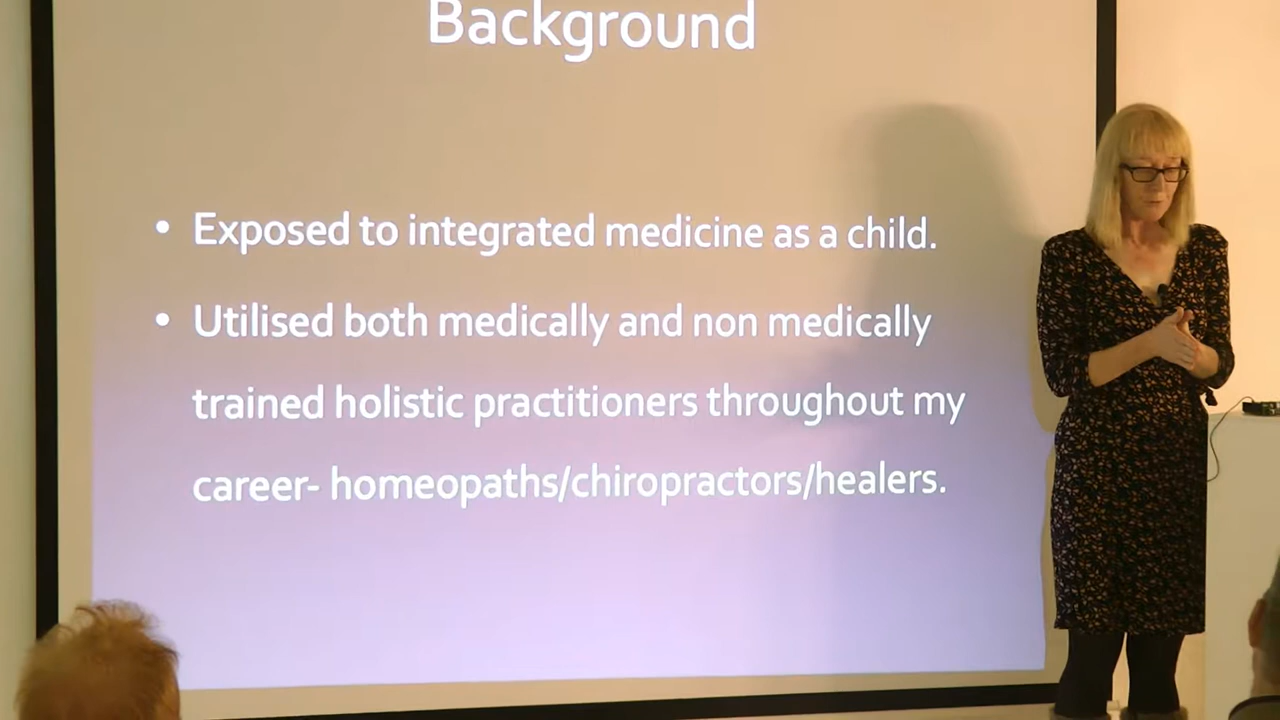 Background
• Exposed to integrated medicine as a child.
• Utilised both medically and non medically
trained holistic practitioners throughout my
career- homeopaths/chiropractors/healers.